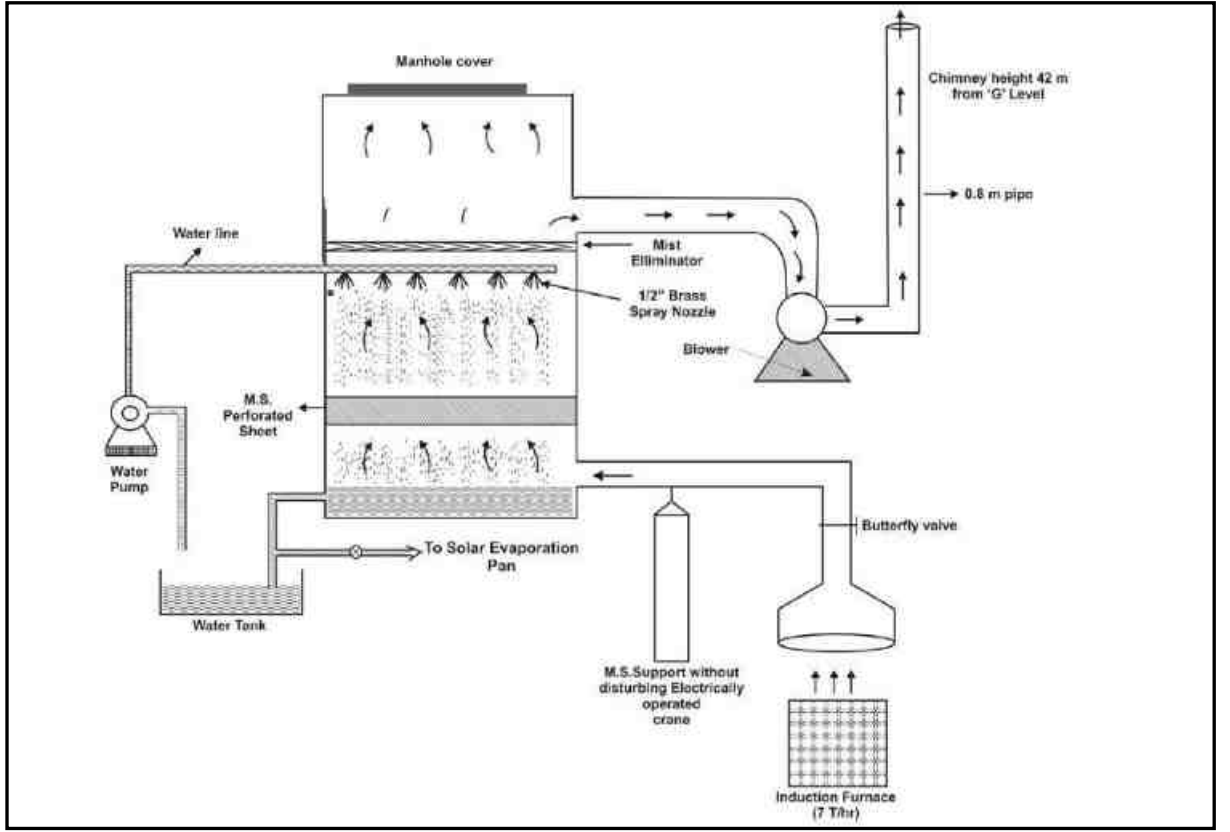 Manhole cover
Chimney height 42 m
from 'G' Level
0.8 m pipe
Water line
Mist
Elliminator
1/2" Brass
Spray Nozzle
Blower
M.S.
Perforated
Sheet
Water
Pump
Butterfly valve
To Solar Evaporation
Pan
Water Tank
M.S.Support without
disturbing Electrically
operated
crane
Induction Furnace
(7 T/hr)